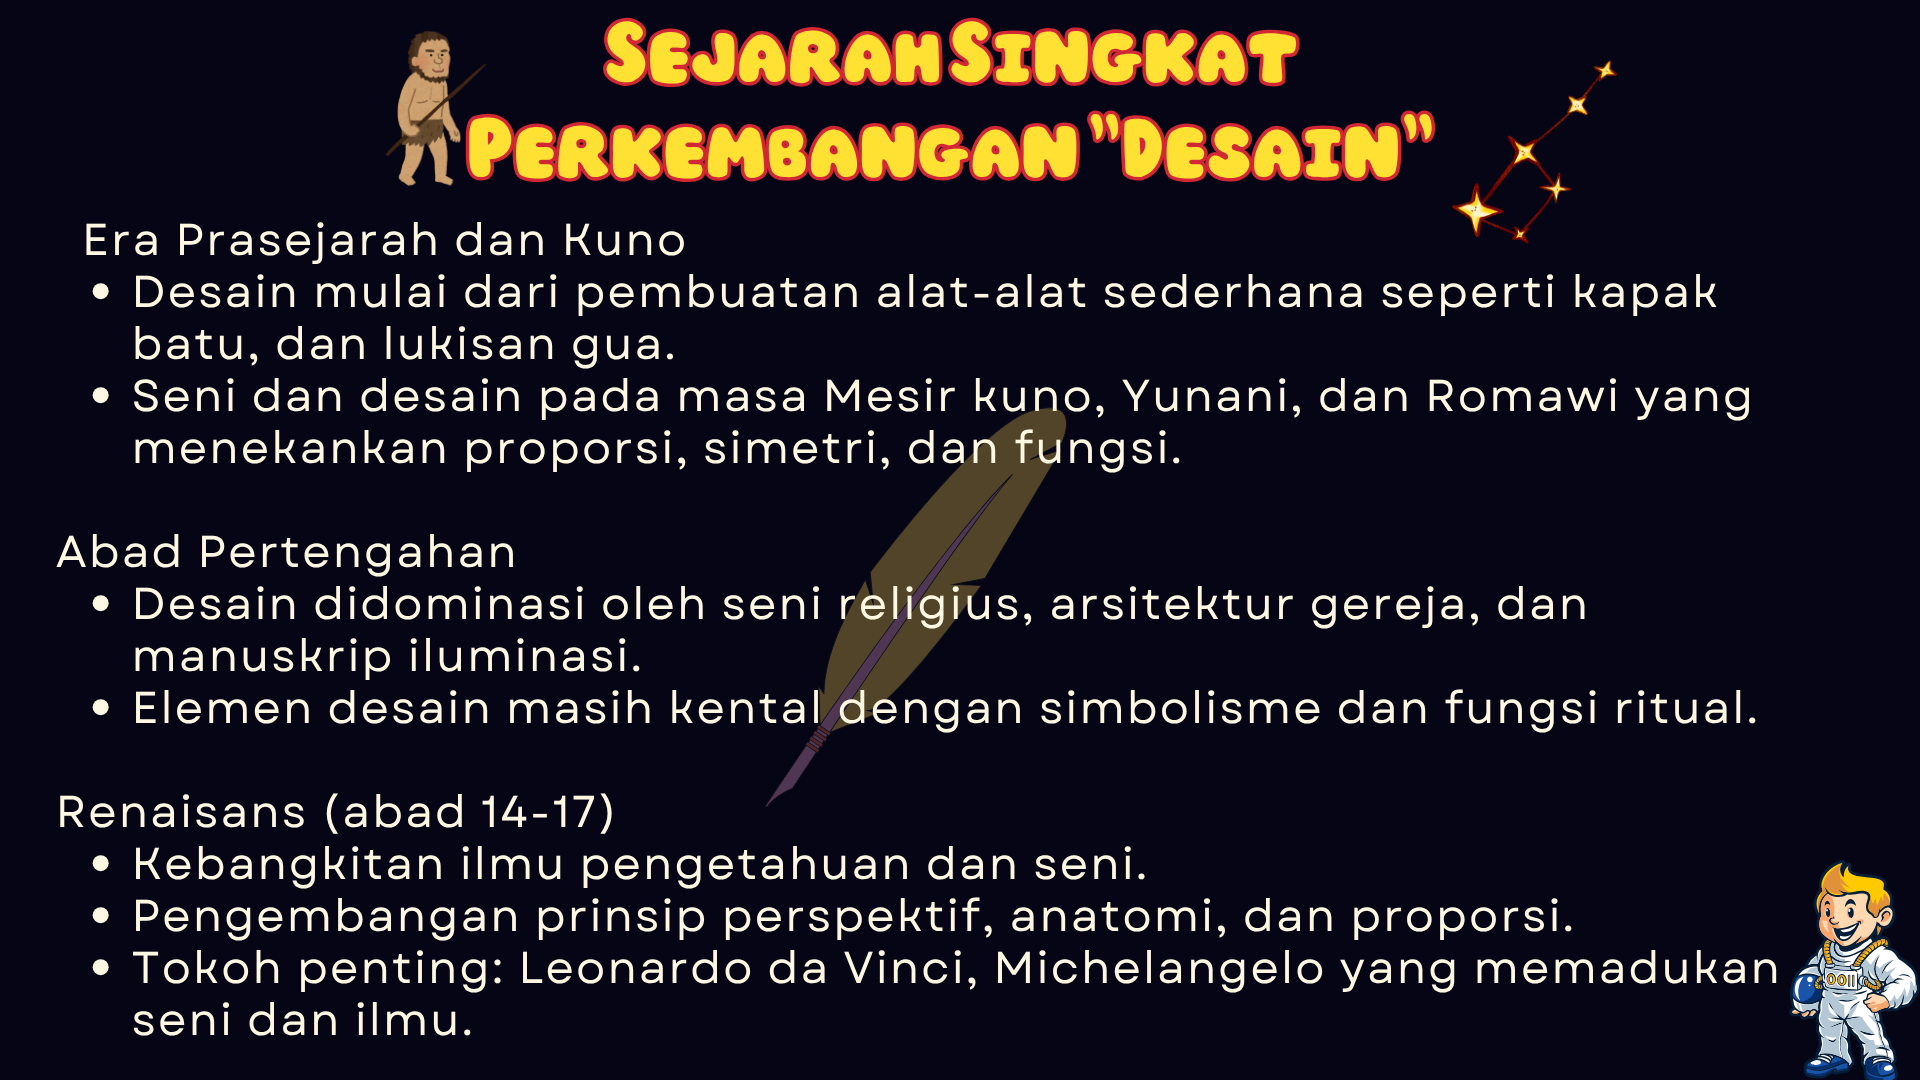 Sejarah Singkat
Perkembangan "Desain"
Era Prasejarah dan Kuno
• Desain mulai dari pembuatan alat-alat sederhana seperti kapak
batu, dan lukisan gua.
• Seni dan desain pada masa Mesir kuno, Yunani, dan Romawi yang
menekankan proporsi, simetri, dan fungsi.
Abad Pertengahan
• Desain didominasi oleh seni religius, arsitektur gereja, dan
manuskrip iluminasi.
• Elemen desain masih kental dengan simbolisme dan fungsi ritual.
Renaisans (abad 14-17)
• Kebangkitan ilmu pengetahuan dan seni.
• Pengembangan prinsip perspektif, anatomi, dan proporsi.
• Tokoh penting: Leonardo da Vinci, Michelangelo yang memadukan
seni dan ilmu.